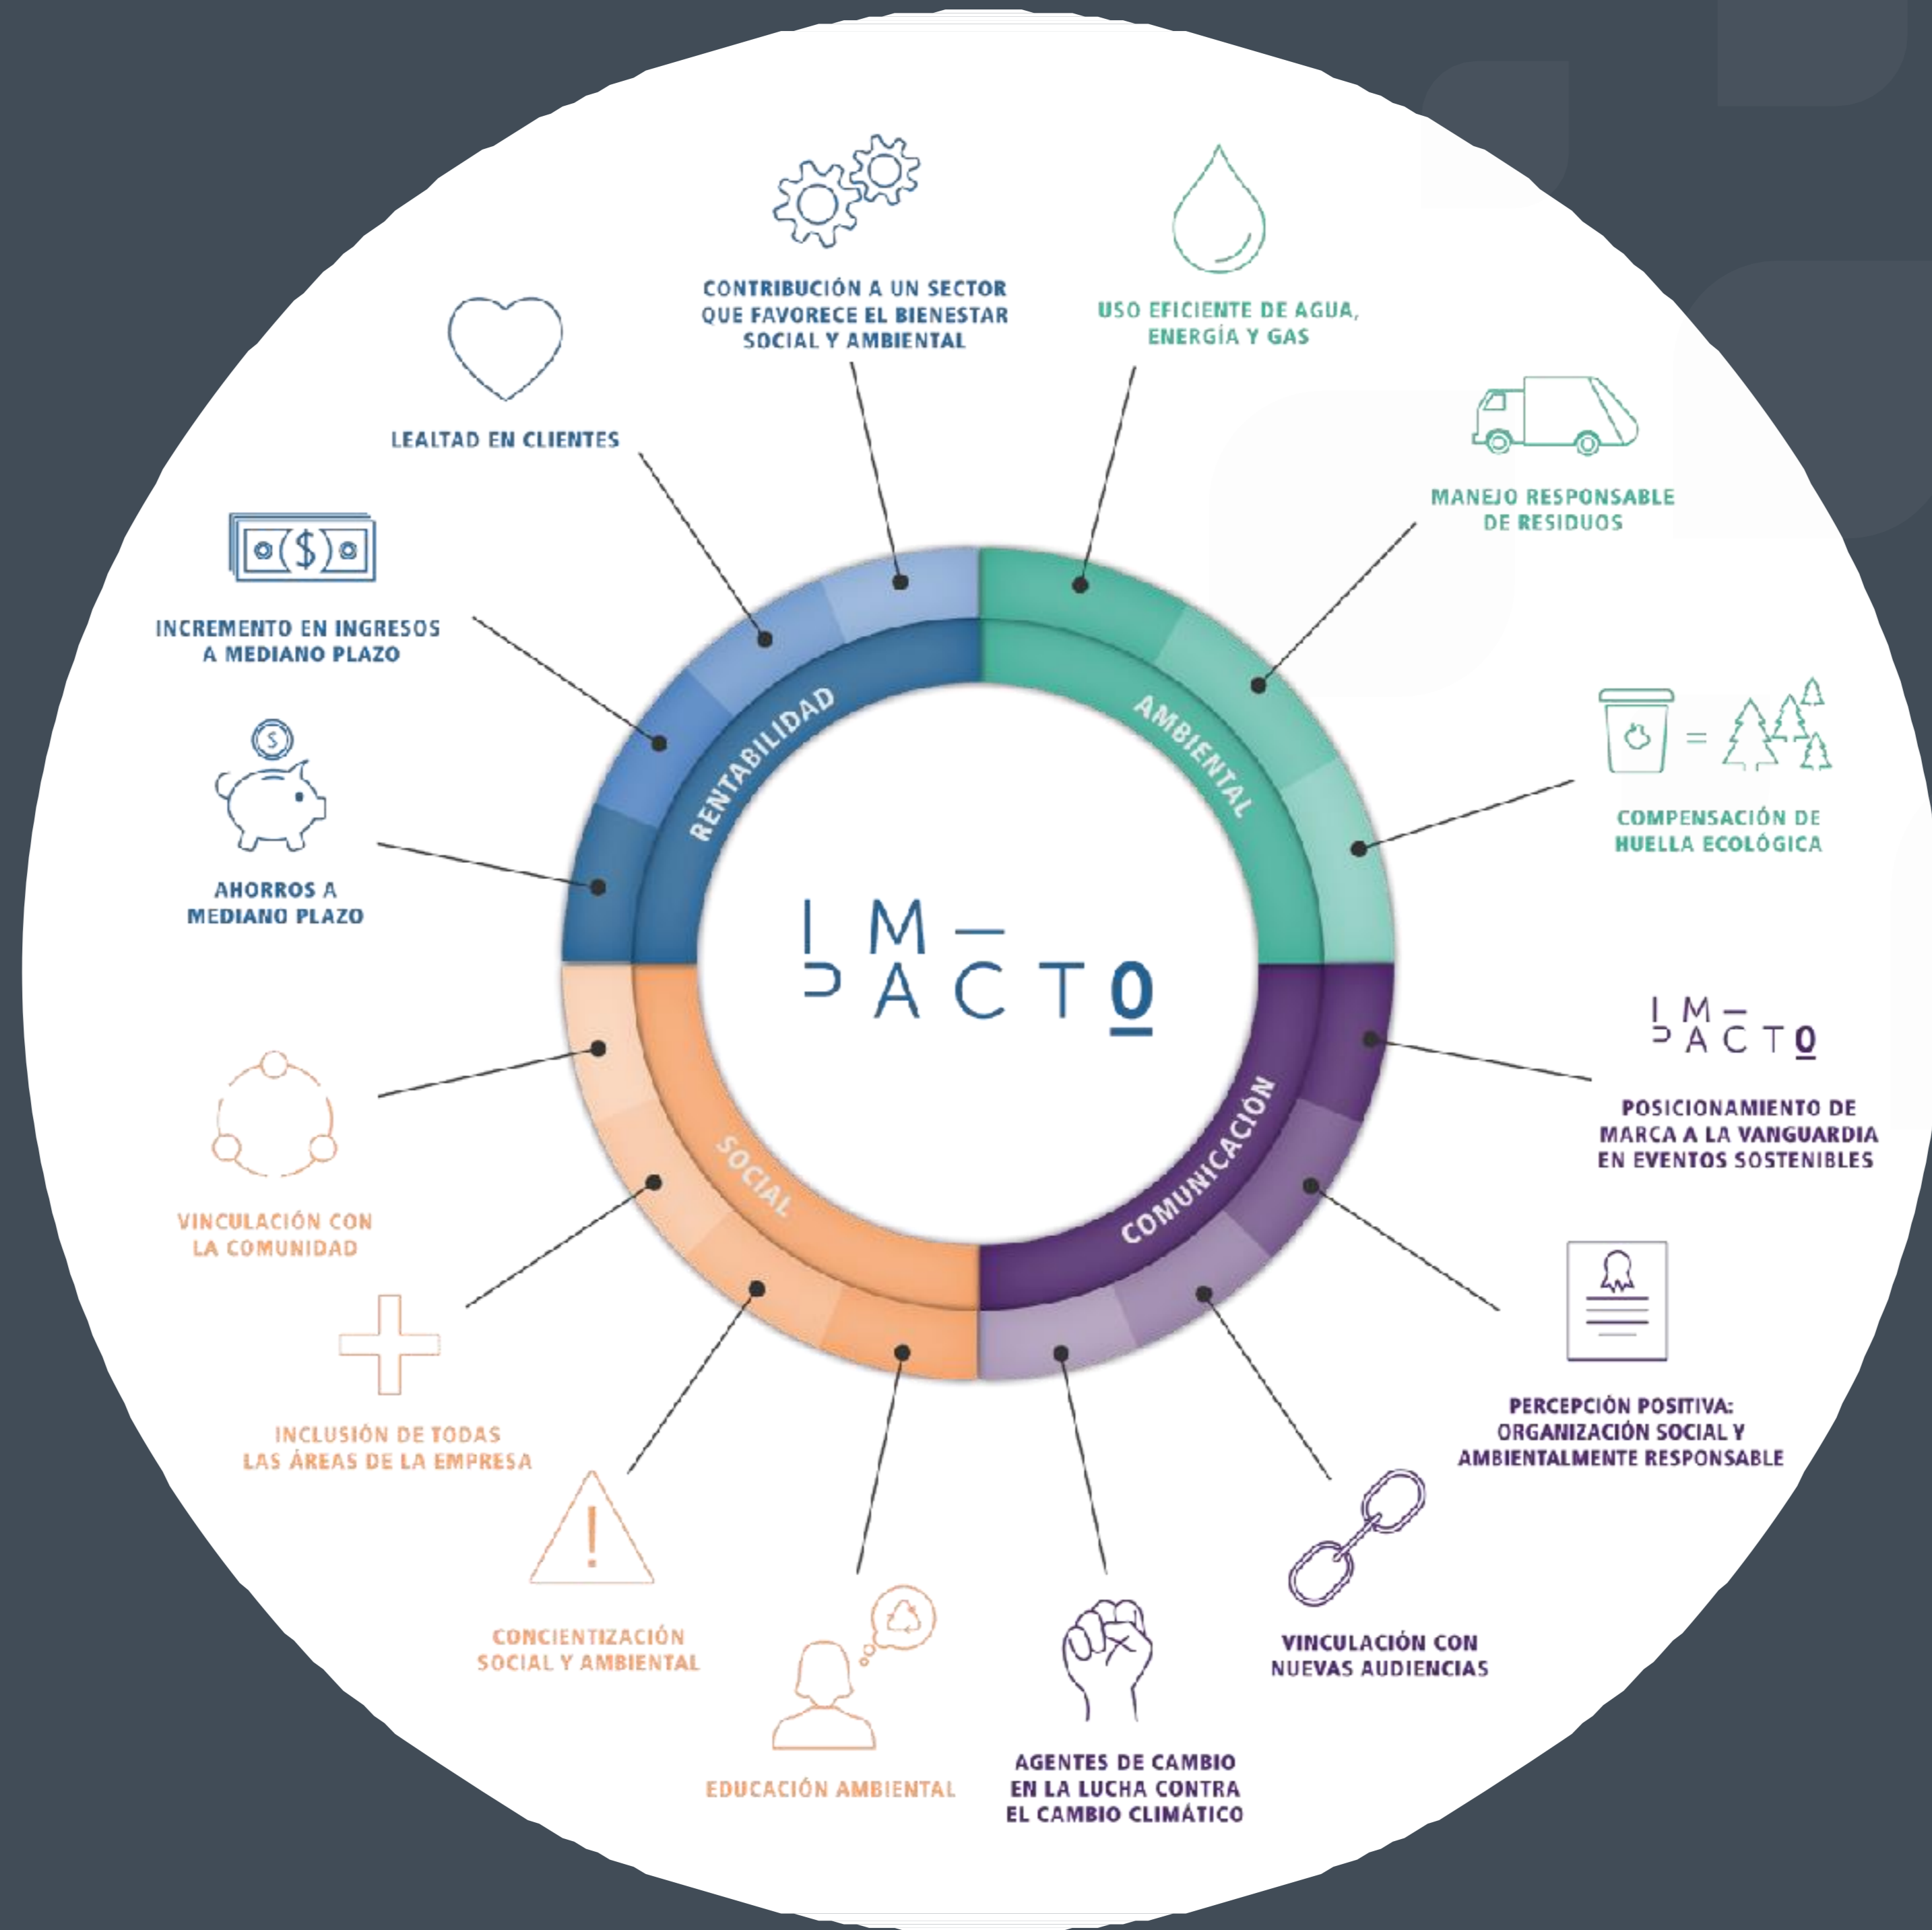 CONTRIBUCIÓN A UN SECTOR
QUE FAVORECE EL BIENESTAR
SOCIAL Y AMBIENTAL
USO EFICIENTE DE AGUA,
ENERGÍA Y GAS
LEALTAD EN CLIENTES
MANEJO RESPONSABLE
DE RESIDUOS
$
INCREMENTO EN INGRESOS
A MEDIANO PLAZO
=
COMPENSACIÓN DE
HUELLA ECOLÓGICA
$
AHORROS A
MEDIANO PLAZO
RENTABILIDAD
AMBIENTAL
IM–
PACT0
SOCIAL
COMUNICACIÓN
IM–
PACT0
POSICIONAMIENTO DE
MARCA A LA VANGUARDIA
EN EVENTOS SOSTENIBLES
VINCULACIÓN CON
LA COMUNIDAD
PERCEPCIÓN POSITIVA:
ORGANIZACIÓN SOCIAL Y
AMBIENTALMENTE RESPONSABLE
INCLUSIÓN DE TODAS
LAS ÁREAS DE LA EMPRESA
!
CONCIENTIZACIÓN
SOCIAL Y AMBIENTAL
VINCULACIÓN CON
NUEVAS AUDIENCIAS
EDUCACIÓN AMBIENTAL
AGENTES DE CAMBIO
EN LA LUCHA CONTRA
EL CAMBIO CLIMÁTICO